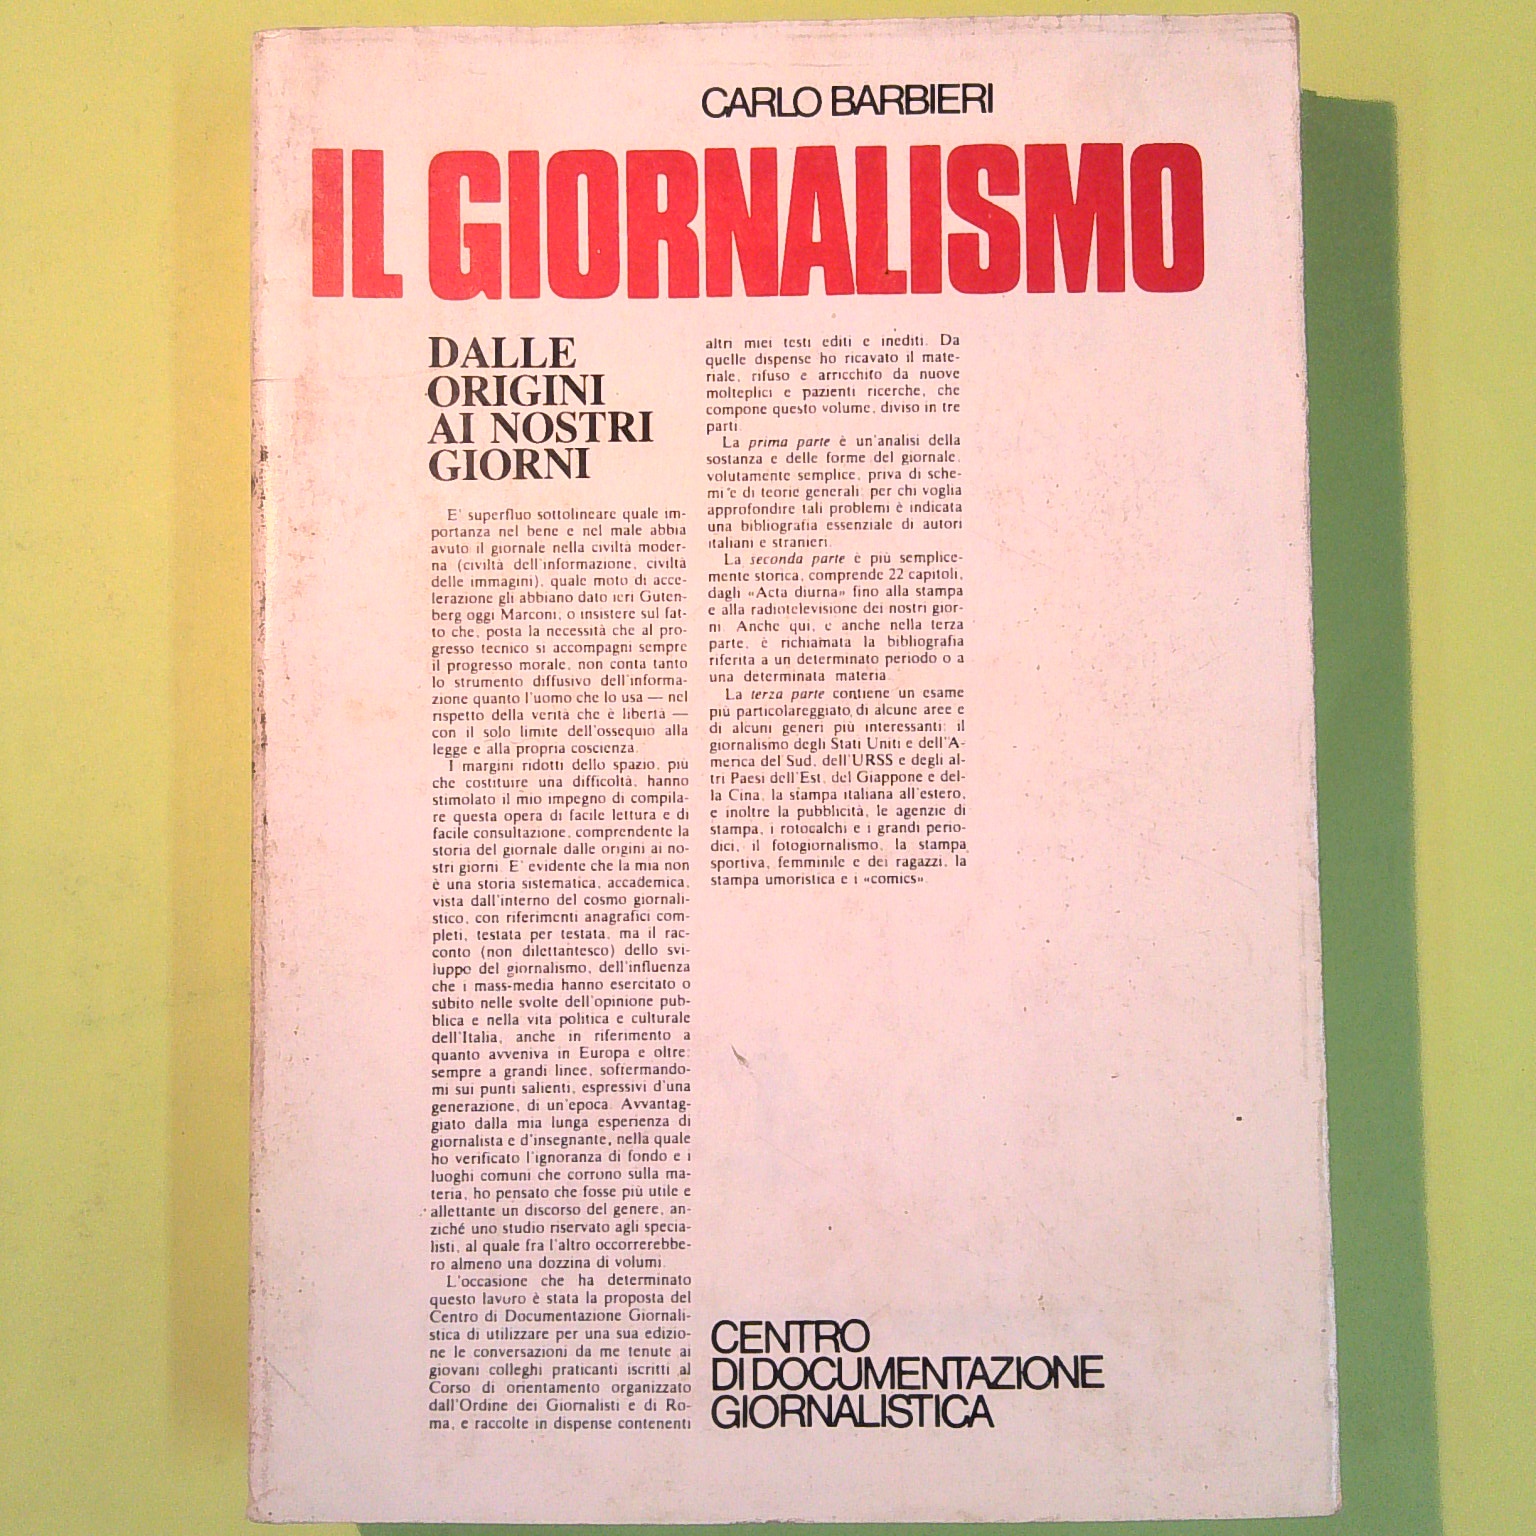 CARLO BARBIERI
IL GIORNALISMO
DALLE
ORIGINI
AI NOSTRI
GIORNI
E' superfluo sottolineare quale im-
portanza nel bene e nel male abbia
avuto il giornale nella civiltà moder-
na (civiltà dell'informazione, civiltà
delle immagini), quale moto di acce-
lerazione gli abbiano dato ieri Guten-
berg oggi Marconi, o insistere sul fat-
to che, posta la necessità che al pro-
gresso tecnico si accompagni sempre
il progresso morale, non conta tanto
lo strumento diffusivo dell'informa-
zione quanto l'uomo che lo usa — nel
rispetto della verità che è libertà —
con il solo limite dell'ossequio alla
legge e alla propria coscienza.
I margini ridotti dello spazio, più
che costituire una difficoltà, hanno
stimolato il mio impegno di compila-
re questa opera di facile lettura e di
facile consultazione, comprendente la
storia del giornale dalle origini ai no-
stri giorni. E' evidente che la mia non
è una storia sistematica, accademica,
vista dall'interno del cosmo giornali-
stico, con riferimenti anagrafici com-
pleti, testata per testata, ma il rac-
conto (non dilettantesco) dello svi-
luppo del giornalismo, dell'influenza
che i mass-media hanno esercitato o
subito nelle svolte dell'opinione pub-
blica e nella vita politica e culturale
dell'Italia, anche in riferimento a
quanto avveniva in Europa e oltre:
sempre a grandi linee, soffermando-
mi sui punti salienti, espressivi d'una
generazione, di un'epoca. Avvantag-
giato dalla mia lunga esperienza di
giornalista e d'insegnante, nella quale
ho verificato l'ignoranza di fondo e i
luoghi comuni che corrono sulla ma-
teria, ho pensato che fosse più utile e
allettante un discorso del genere, an-
ziché uno studio riservato agli specia-
listi, al quale fra l'altro occorrerebbe-
ro almeno una dozzina di volumi.
L'occasione che ha determinato
questo lavoro è stata la proposta del
Centro di Documentazione Giornali-
stica di utilizzare per una sua edizio-
ne le conversazioni da me tenute ai
giovani colleghi praticanti iscritti al
Corso di orientamento organizzato
dall'Ordine dei Giornalisti e di Ro-
ma, e raccolte in dispense contenenti
altri miei testi editi e inediti. Da
quelle dispense ho ricavato il mate-
riale, rifuso e arricchito da nuove
molteplici e pazienti ricerche, che
compone questo volume, diviso in tre
parti.
La prima parte è un'analisi della
sostanza e delle forme del giornale,
volutamente semplice, priva di sche-
mi e di teorie generali: per chi voglia
approfondire tali problemi è indicata
una bibliografia essenziale di autori
italiani e stranieri.
La seconda parte è più semplice-
mente storica, comprende 22 capitoli,
dagli «Acta diurna» fino alla stampa
e alla radiotelevisione dei nostri gior-
ni. Anche qui, e anche nella terza
parte, è richiamata la bibliografia
riferita a un determinato periodo o a
una determinata materia.
La terza parte contiene un esame
più particolareggiato di alcune aree e
di alcuni generi più interessanti: il
giornalismo degli Stati Uniti e dell'A-
merica del Sud, dell'URSS e degli al-
tri Paesi dell'Est, del Giappone e del-
la Cina, la stampa italiana all'estero,
e inoltre la pubblicità, le agenzie di
stampa, i rotocalchi e i grandi perio-
dici, il fotogiornalismo, la stampa
sportiva, femminile e dei ragazzi, la
stampa umoristica e i «comics».
CENTRO
DI DOCUMENTAZIONE
GIORNALISTICA